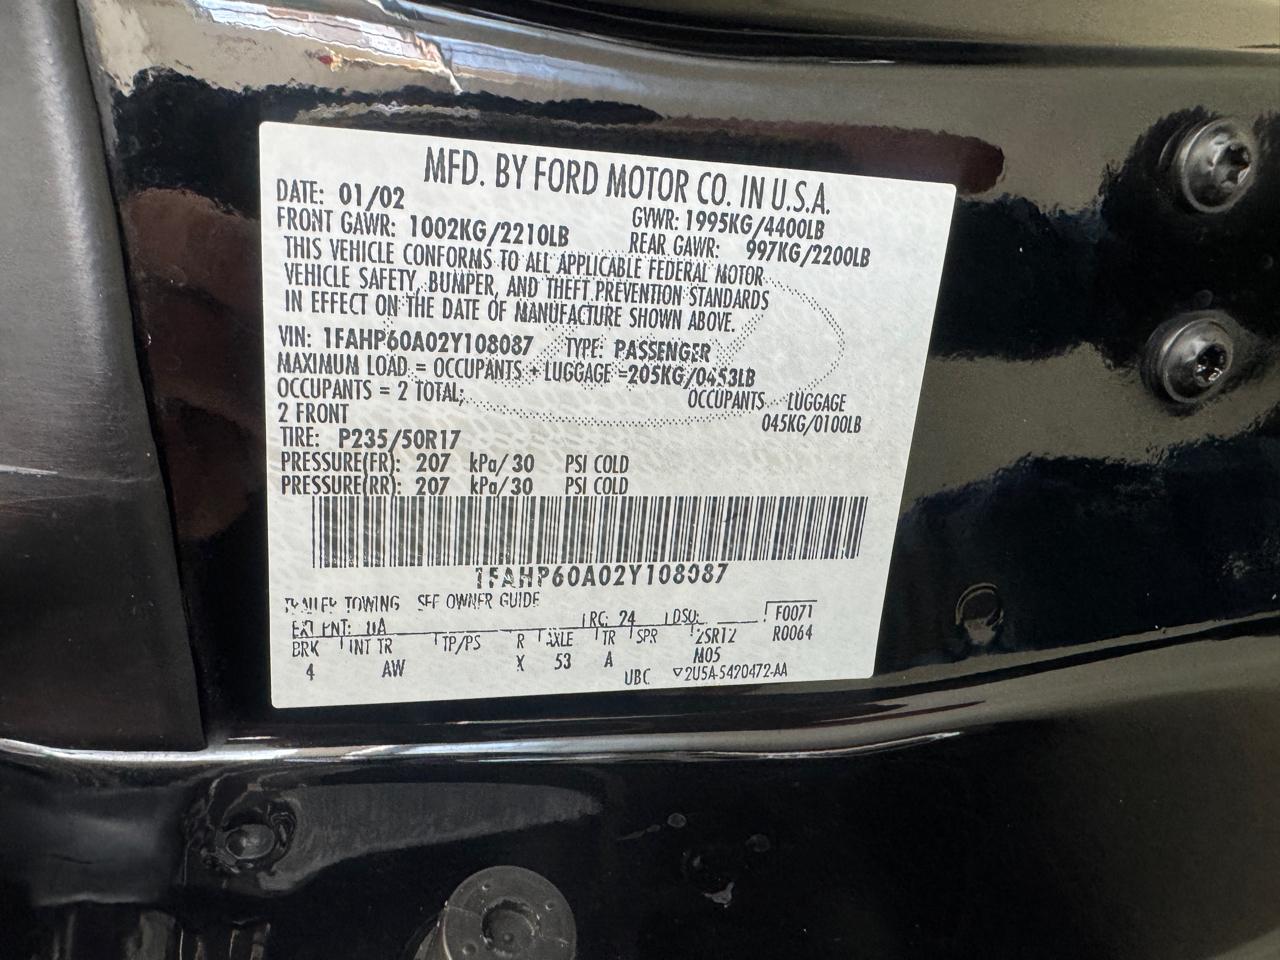 MFD. BY FORD MOTOR CO. IN U.S.A.
DATE: 01/02 GVWR: 1995KG/4400LB
FRONT GAWR: 1002KG/2210LB REAR GAWR: 997KG/2200LB
THIS VEHICLE CONFORMS TO ALL APPLICABLE FEDERAL MOTOR
VEHICLE SAFETY, BUMPER, AND THEFT PREVENTION STANDARDS
IN EFFECT ON THE DATE OF MANUFACTURE SHOWN ABOVE.
VIN: 1FAHP60A02Y108087 TYPE: PASSENGER
MAXIMUM LOAD = OCCUPANTS + LUGGAGE =205KG/0453LB
OCCUPANTS = 2 TOTAL; OCCUPANTS LUGGAGE
2 FRONT 045KG/0100LB
TIRE: P235/50R17
PRESSURE(FR): 207 kPa/30 PSI COLD
PRESSURE(RR): 207 kPa/30 PSI COLD
1FAHP60A02Y108087
TRAILER TOWING SEE OWNER GUIDE
EXT PNT: UA RC: 24 DSO: F0071
BRK INT TR TP/PS R AXLE TR SPR 2SR12 R0064
4 AW X 53 A M05
UBC ▽2U5A-5420472-AA